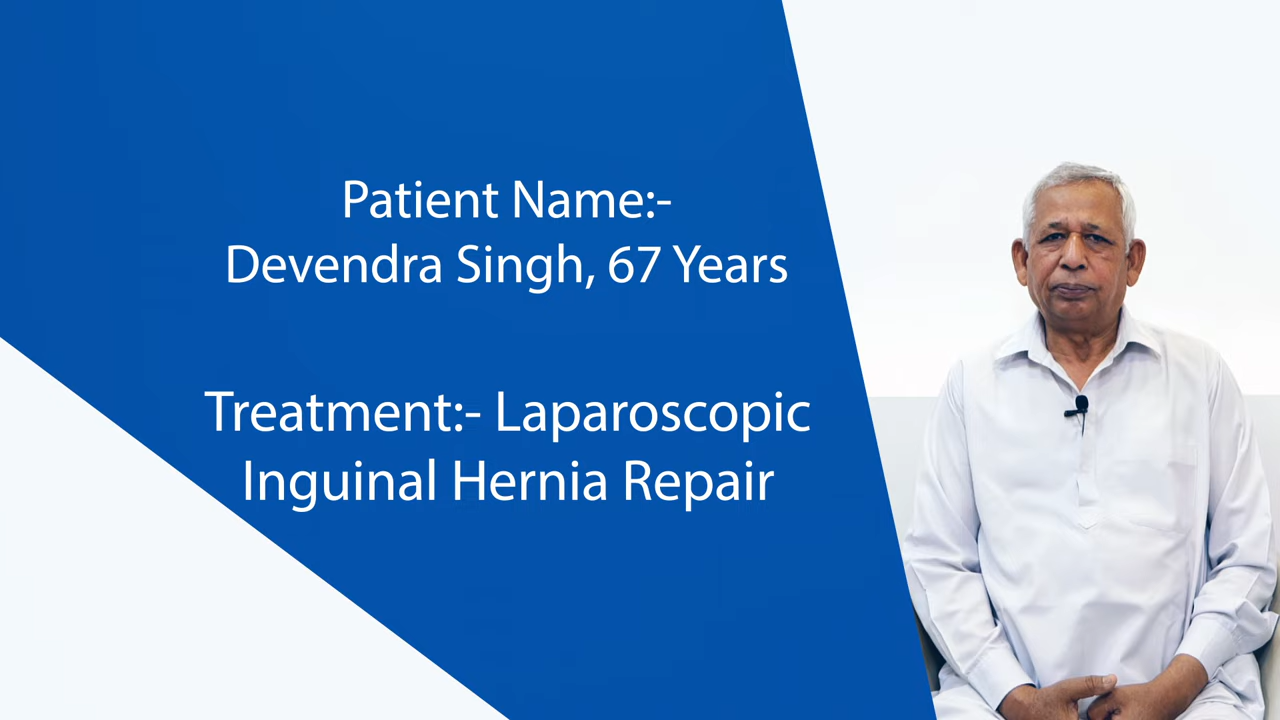 Patient Name:-
Devendra Singh, 67 Years
Treatment:- Laparoscopic
Inguinal Hernia Repair